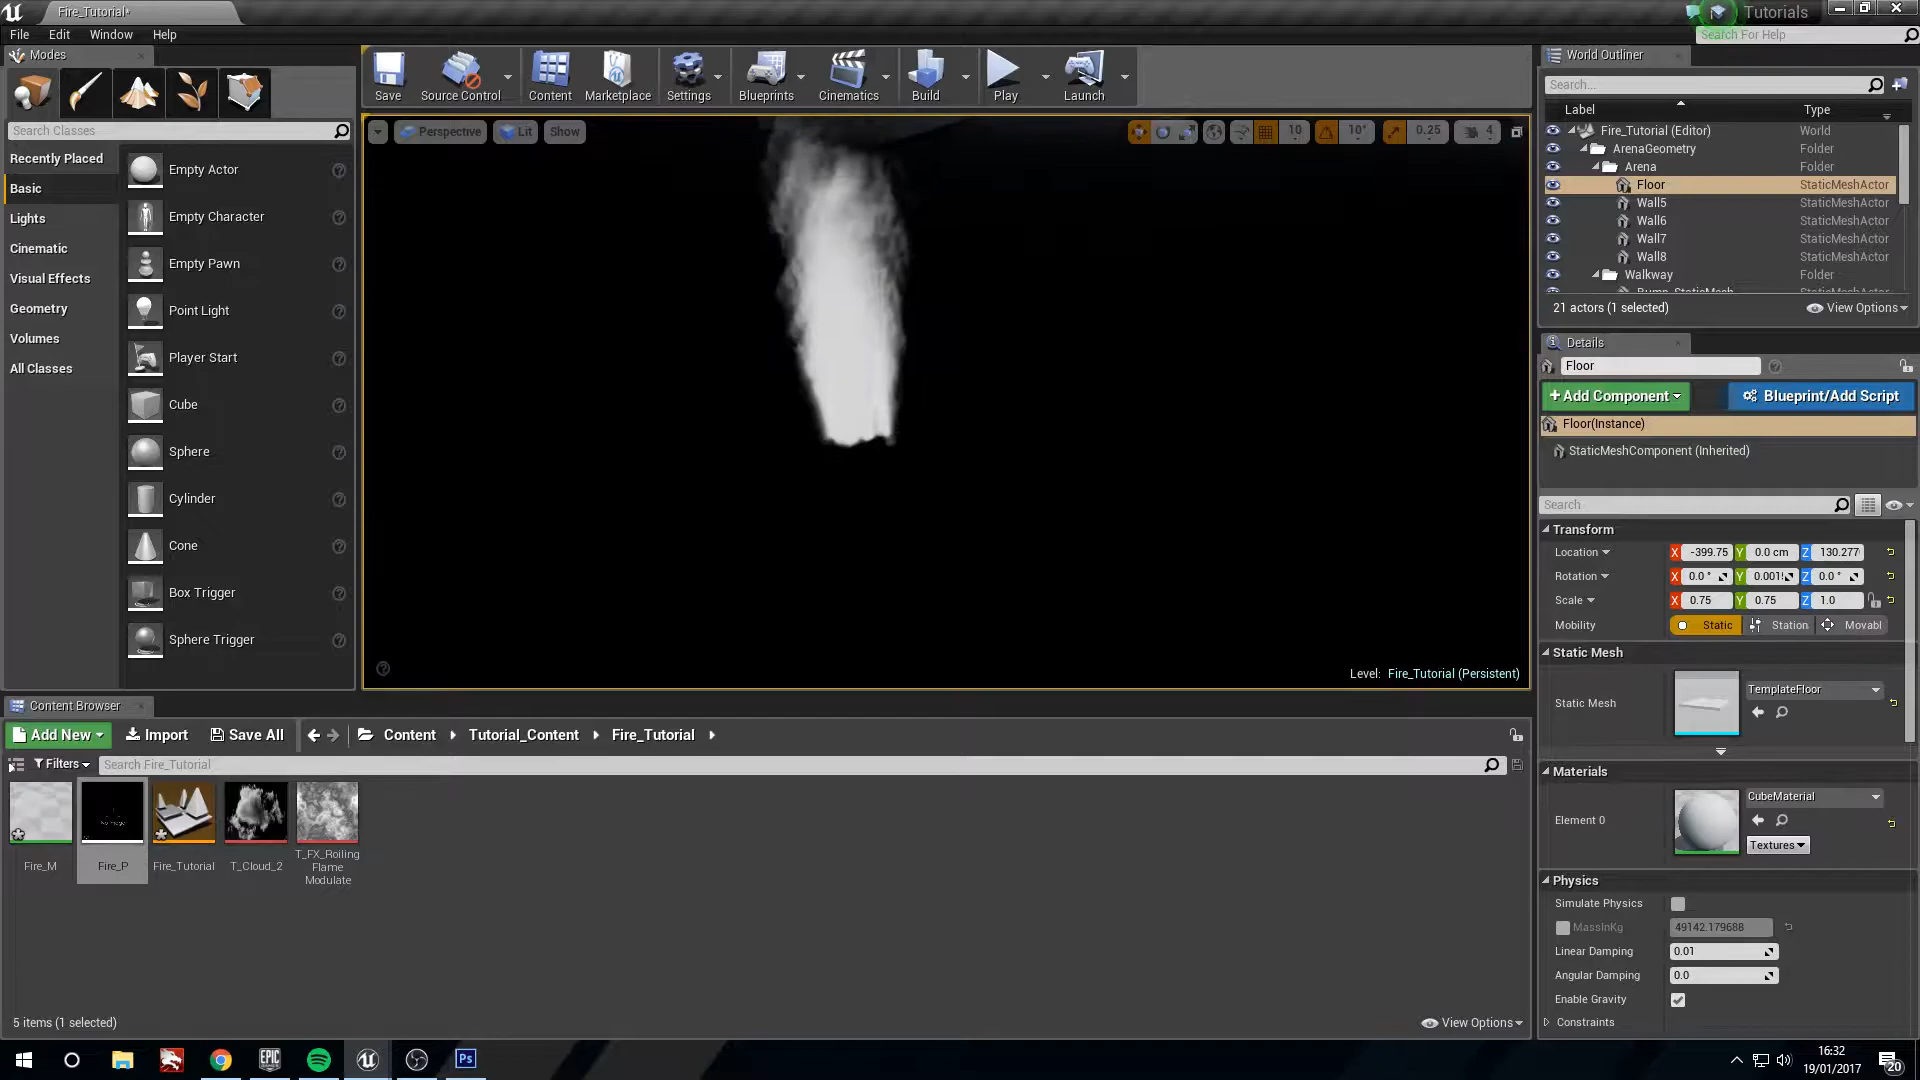 Fire_Tutorial*
Tutorials
File
Edit
Window
Help
Search For Help
Modes
Search Classes
Recently Placed
Basic
Lights
Cinematic
Visual Effects
Geometry
Volumes
All Classes
Empty Actor
Empty Character
Empty Pawn
Point Light
Player Start
Cube
Sphere
Cylinder
Cone
Box Trigger
Sphere Trigger
Save
Source Control
Content
Marketplace
Settings
Blueprints
Cinematics
Build
Play
Launch
Perspective
Lit
Show
10
10°
0.25
4
Level: Fire_Tutorial (Persistent)
World Outliner
Search...
Label
Type
Fire_Tutorial (Editor)
World
ArenaGeometry
Folder
Arena
Folder
Floor
StaticMeshActor
Wall5
StaticMeshActor
Wall6
StaticMeshActor
Wall7
StaticMeshActor
Wall8
StaticMeshActor
Walkway
Folder
Bump_StaticMesh
StaticMeshActor
21 actors (1 selected)
View Options
Details
Floor
+Add Component
Blueprint/Add Script
Floor(Instance)
StaticMeshComponent (Inherited)
Search
Transform
Location
X -399.75 Y 0.0 cm Z 130.277
Rotation
X 0.0 ° Y 0.001 Z 0.0 °
Scale
X 0.75 Y 0.75 Z 1.0
Mobility
Static
Station
Movabl
Static Mesh
Static Mesh
TemplateFloor
Materials
Element 0
CubeMaterial
Textures
Physics
Simulate Physics
MassInKg
49142.179688
Linear Damping
0.01
Angular Damping
0.0
Enable Gravity
Constraints
Content Browser
Add New
Import
Save All
Content
Tutorial_Content
Fire_Tutorial
Filters
Search Fire_Tutorial
Fire_M
Fire_P
Fire_Tutorial
T_Cloud_2
T_FX_Roiling
Flame
Modulate
5 items (1 selected)
View Options
EPIC
GAMES
Ps
16:32
19/01/2017
20